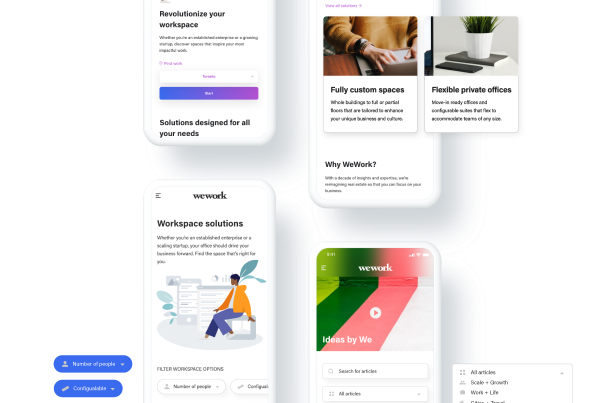 Revolutionize your
workspace
Whether you're an established enterprise or a growing
startup, discover spaces that inspire your most
impactful work.
Find work
Toronto
Start
Solutions designed for all
your needs
View all solutions
Fully custom spaces
Whole buildings to full or partial
floors that are tailored to enhance
your unique business and culture.
Flexible private offices
Move-in ready offices and
configurable suites that flex to
accommodate teams of any size.
Why WeWork?
With a decade of insights and expertise, we're
reimagining real estate so that you can focus on your
business.
wework
Workspace solutions
Whether you're an established enterprise or a
scaling startup, your office should drive your
business forward. Find the space that's right for
you.
FILTER WORKSPACE OPTIONS
Number of people
Configual
Number of people
Configualable
9:41
wework
Ideas by We
Search for articles
All articles
All articles
Scale + Growth
Work + Life
Cities + Travel